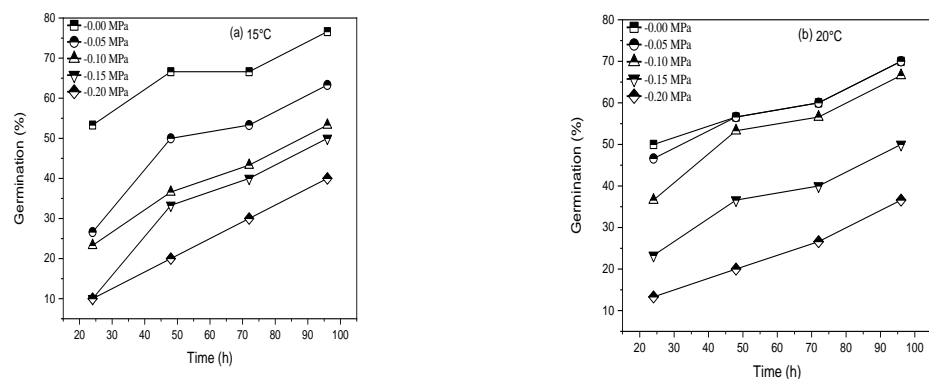 80
70
60
50
40
30
20
10
Germination (%)
-0.00 MPa
-0.05 MPa
-0.10 MPa
-0.15 MPa
-0.20 MPa
(a) 15°C
20 30 40 50 60 70 80 90 100
Time (h)
80
70
60
50
40
30
20
10
Germination (%)
-0.00 MPa
-0.05 MPa
-0.10 MPa
-0.15 MPa
-0.20 MPa
(b) 20°C
20 30 40 50 60 70 80 90 100
Time (h)